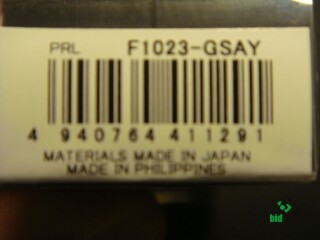 PRL F1023-GSAY
4 940764 411291
MATERIALS MADE IN JAPAN
MADE IN PHILIPPINES
bid